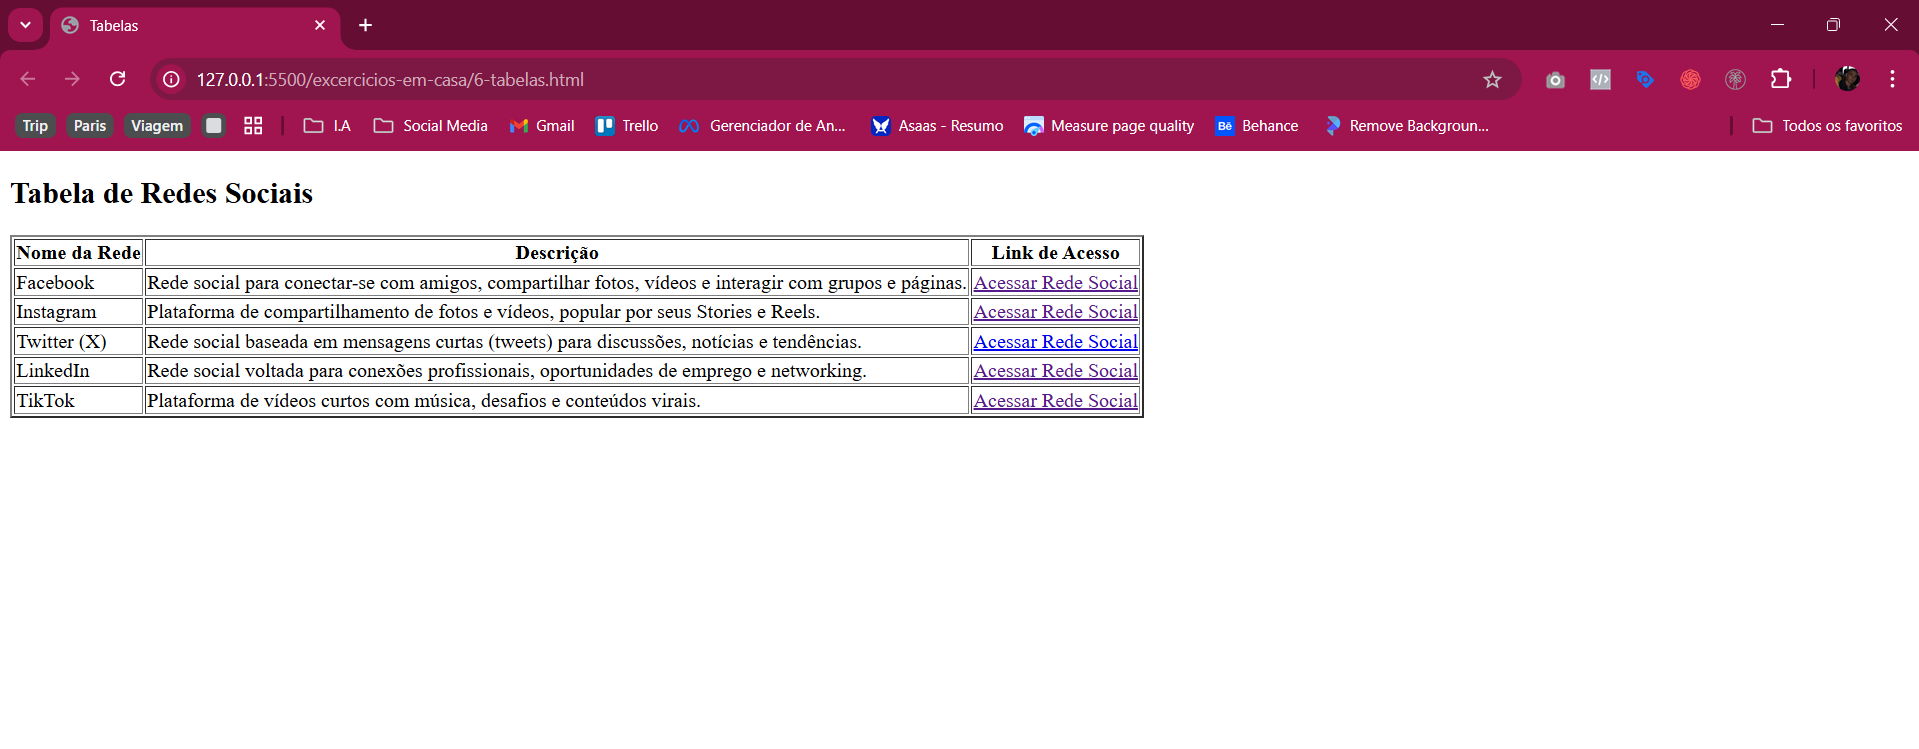 Tabelas
127.0.0.1:5500/excercicios-em-casa/6-tabelas.html
Trip Paris Viagem I.A Social Media Gmail Trello Gerenciador de An... Asaas - Resumo Measure page quality Bē Behance Remove Backgroun... Todos os favoritos
Tabela de Redes Sociais
Nome da Rede Descrição Link de Acesso
Facebook Rede social para conectar-se com amigos, compartilhar fotos, vídeos e interagir com grupos e páginas. Acessar Rede Social
Instagram Plataforma de compartilhamento de fotos e vídeos, popular por seus Stories e Reels. Acessar Rede Social
Twitter (X) Rede social baseada em mensagens curtas (tweets) para discussões, notícias e tendências. Acessar Rede Social
LinkedIn Rede social voltada para conexões profissionais, oportunidades de emprego e networking. Acessar Rede Social
TikTok Plataforma de vídeos curtos com música, desafios e conteúdos virais. Acessar Rede Social